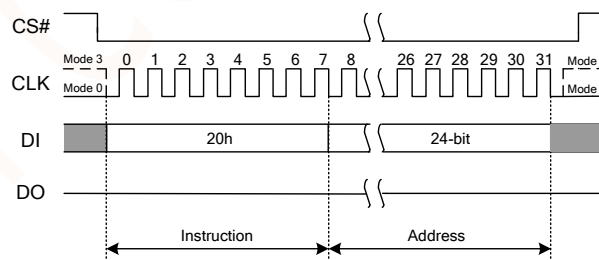 CS#
Mode 3 0 1 2 3 4 5 6 7 8 26 27 28 29 30 31 Mode
CLK
Mode 0 Mode
DI 20h 24-bit
DO
Instruction Address